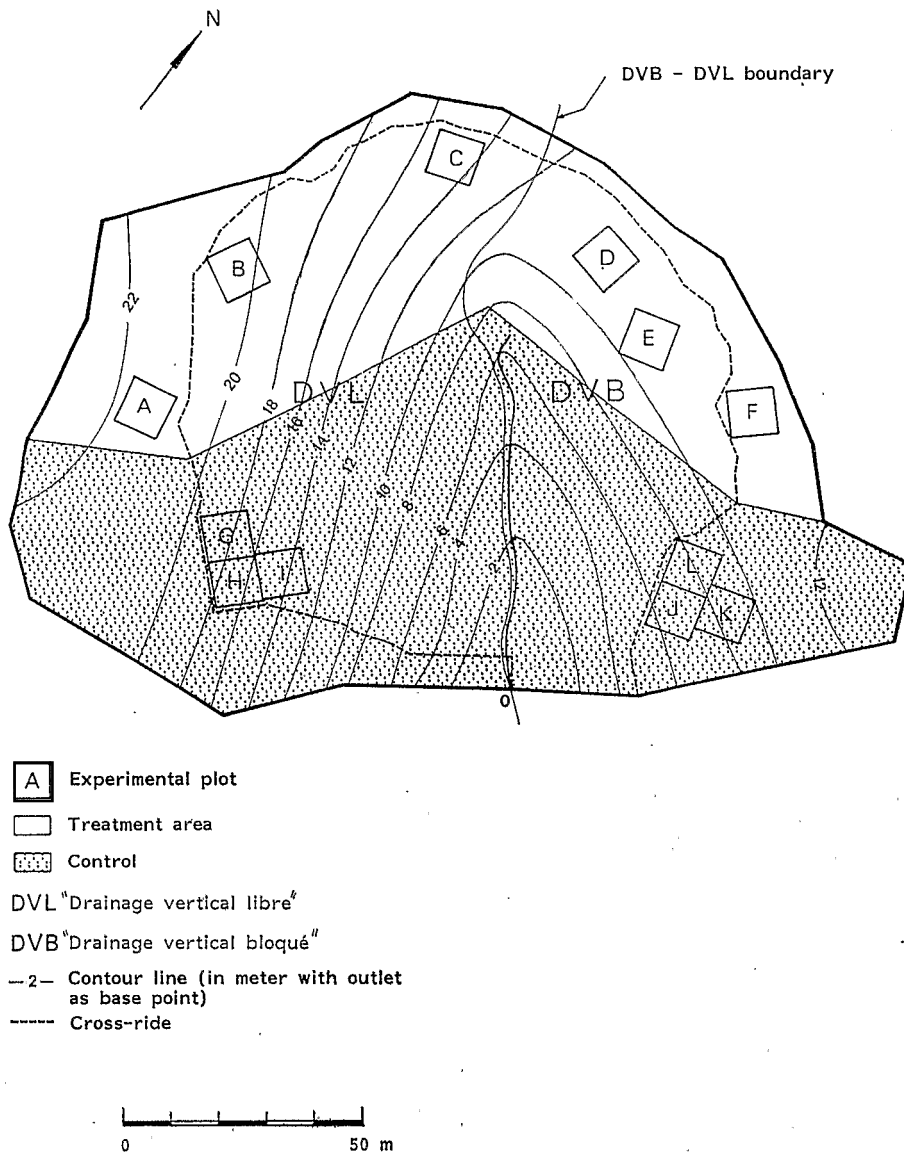 N
DVB - DVL boundary
C
B
D
22
E
20
DVL
DVB
A
18
F
16
14
12
10
8
G
6
4
L
H
I
2
J
K
0
A Experimental plot
Treatment area
Control
DVL "Drainage vertical libre"
DVB "Drainage vertical bloqué"
—2— Contour line (in meter with outlet
as base point)
Cross-ride
0 50 m